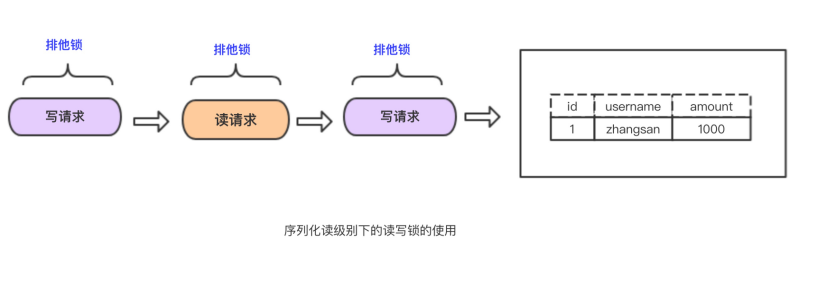 排他锁 排他锁 排他锁
写请求 读请求 写请求
id username amount
1 zhangsan 1000
序列化读级别下的读写锁的使用